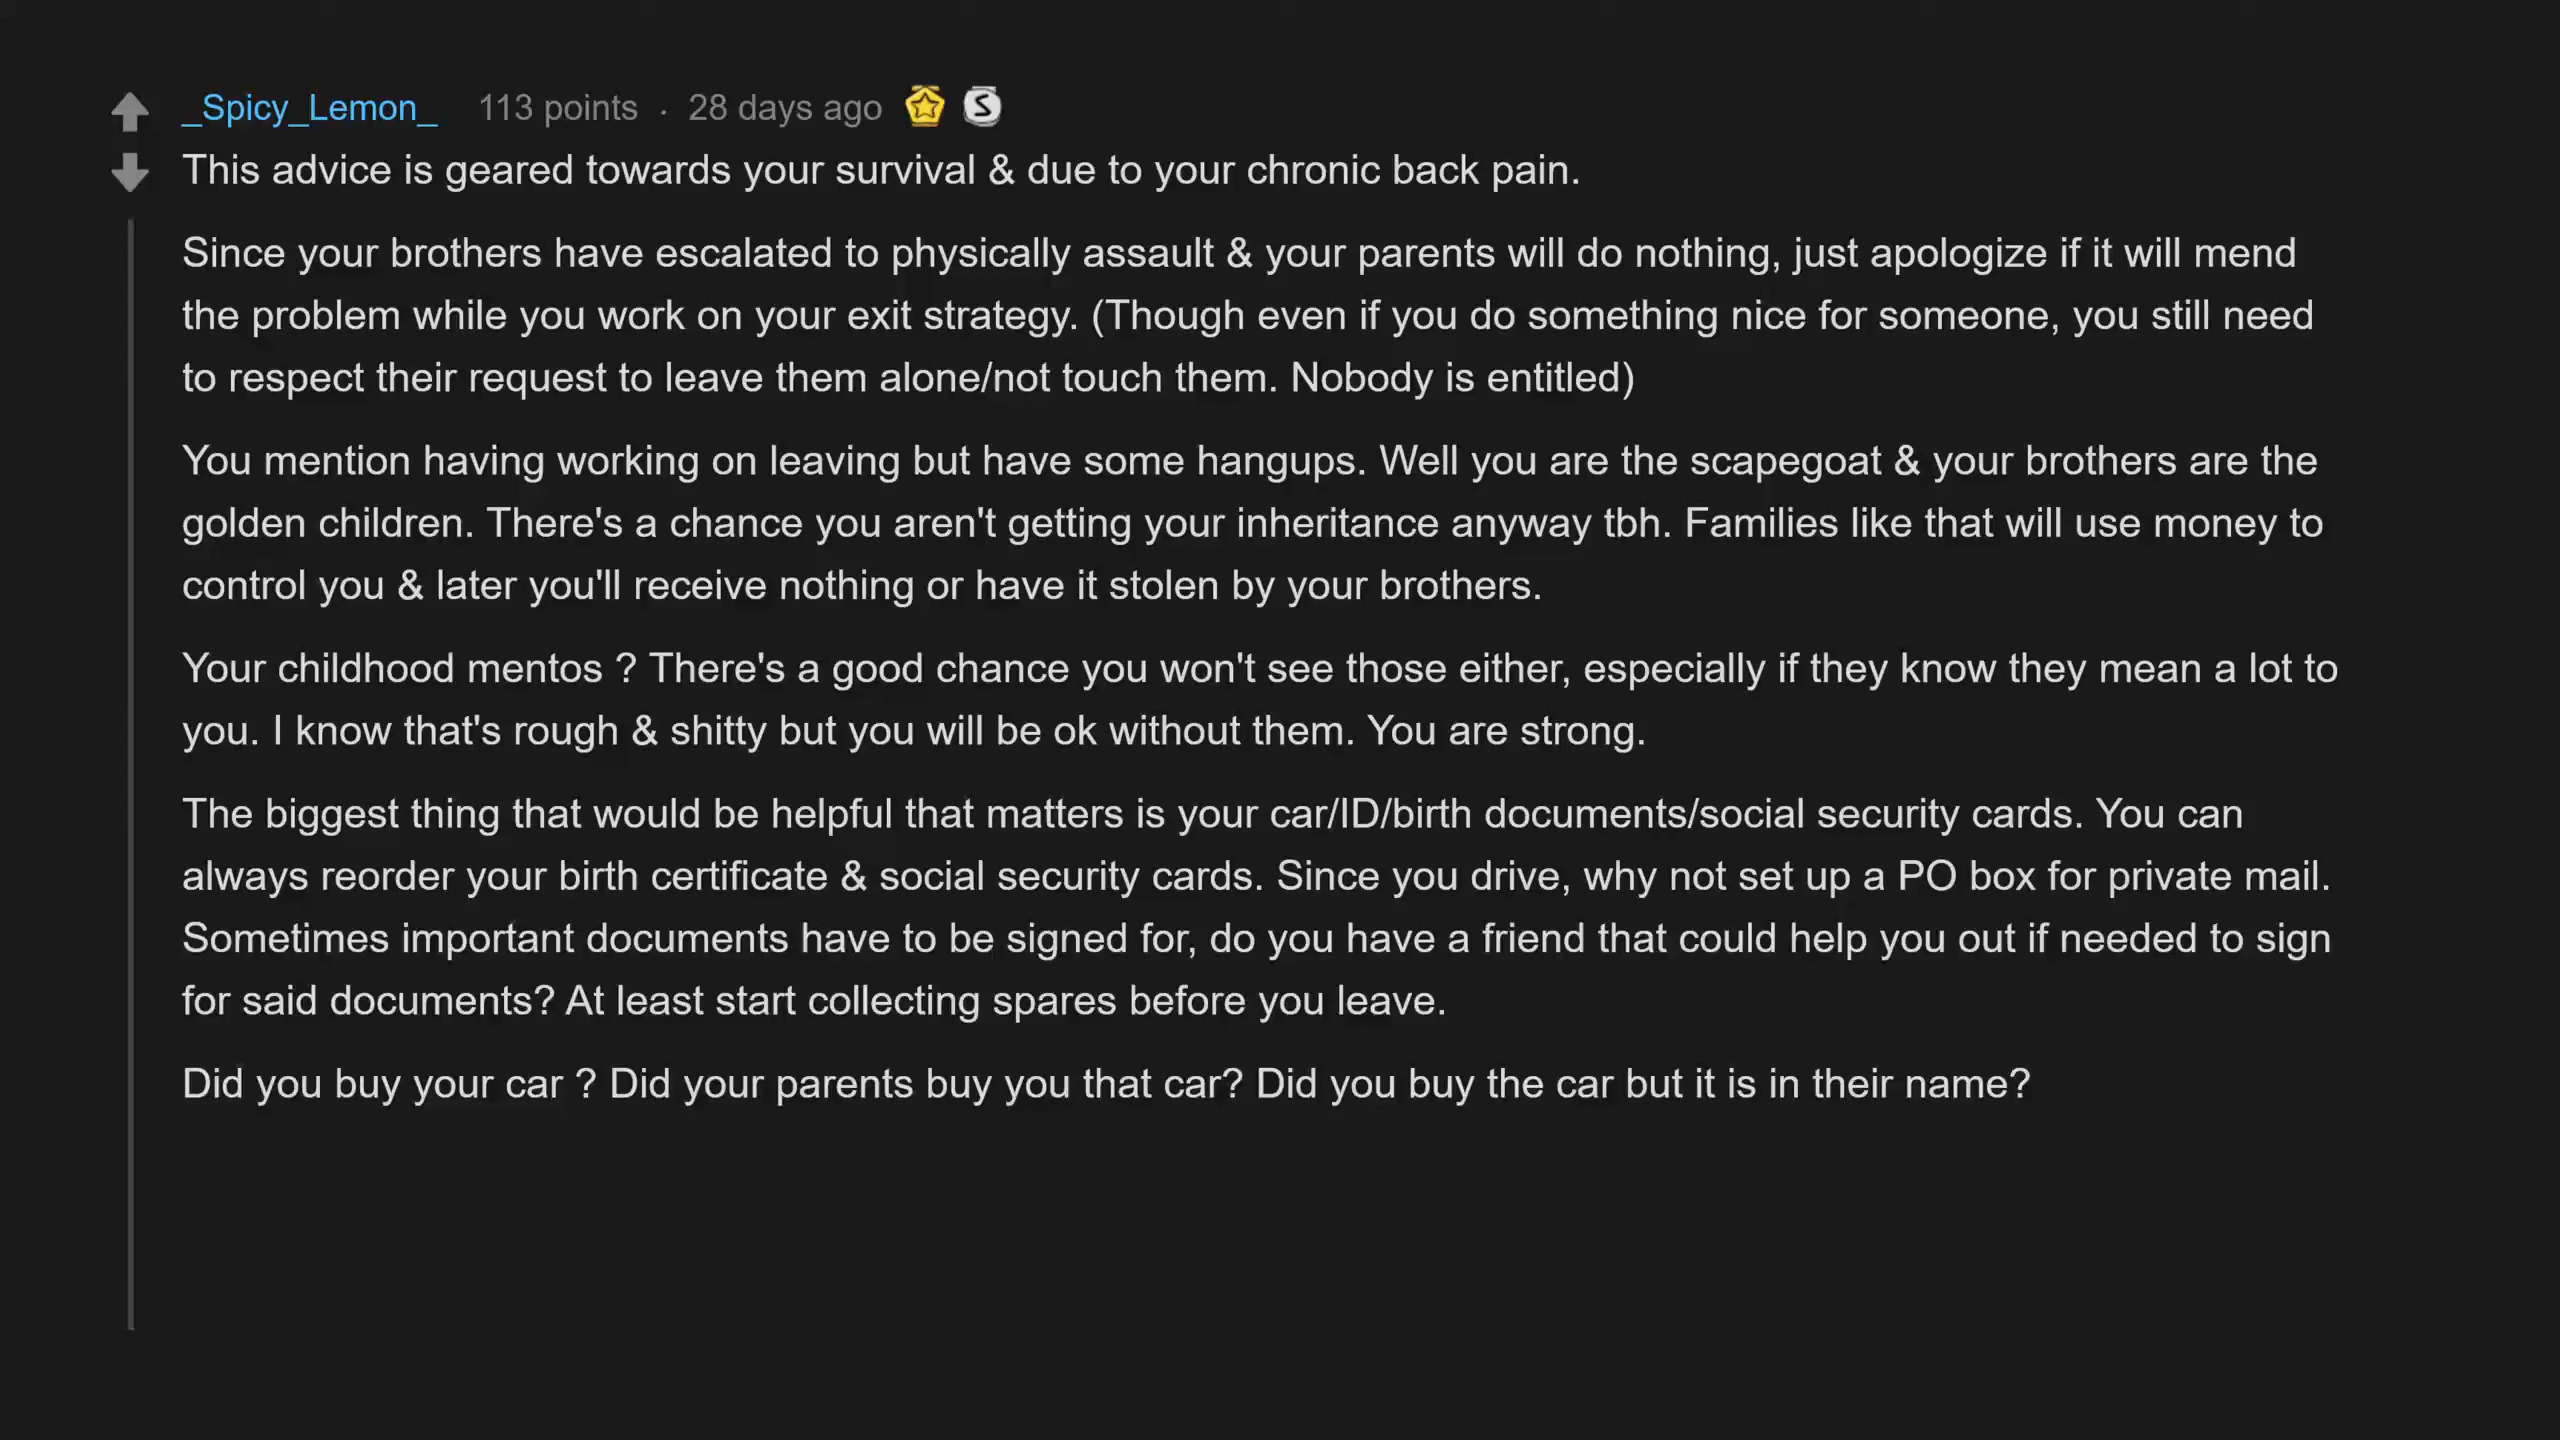 _Spicy_Lemon_ 113 points · 28 days ago
This advice is geared towards your survival & due to your chronic back pain.
Since your brothers have escalated to physically assault & your parents will do nothing, just apologize if it will mend
the problem while you work on your exit strategy. (Though even if you do something nice for someone, you still need
to respect their request to leave them alone/not touch them. Nobody is entitled)
You mention having working on leaving but have some hangups. Well you are the scapegoat & your brothers are the
golden children. There's a chance you aren't getting your inheritance anyway tbh. Families like that will use money to
control you & later you'll receive nothing or have it stolen by your brothers.
Your childhood mentos ? There's a good chance you won't see those either, especially if they know they mean a lot to
you. I know that's rough & shitty but you will be ok without them. You are strong.
The biggest thing that would be helpful that matters is your car/ID/birth documents/social security cards. You can
always reorder your birth certificate & social security cards. Since you drive, why not set up a PO box for private mail.
Sometimes important documents have to be signed for, do you have a friend that could help you out if needed to sign
for said documents? At least start collecting spares before you leave.
Did you buy your car ? Did your parents buy you that car? Did you buy the car but it is in their name?